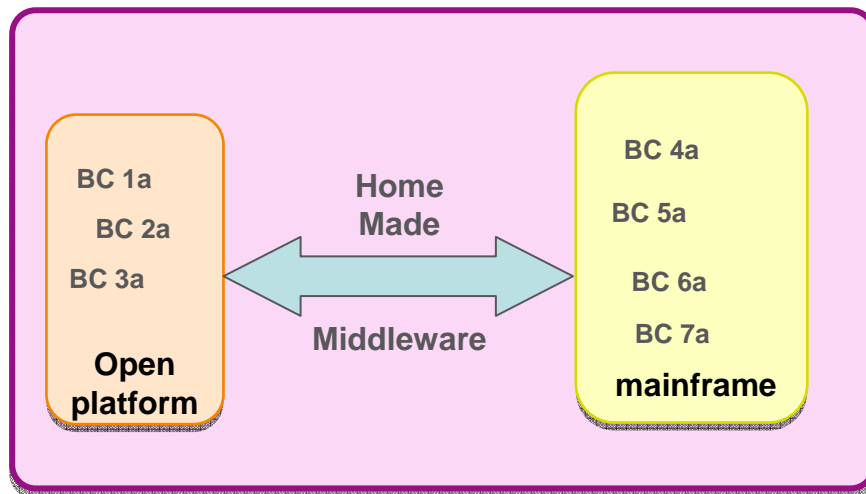 BC 1a
BC 2a
BC 3a
Open
platform
Home
Made
Middleware
BC 4a
BC 5a
BC 6a
BC 7a
mainframe